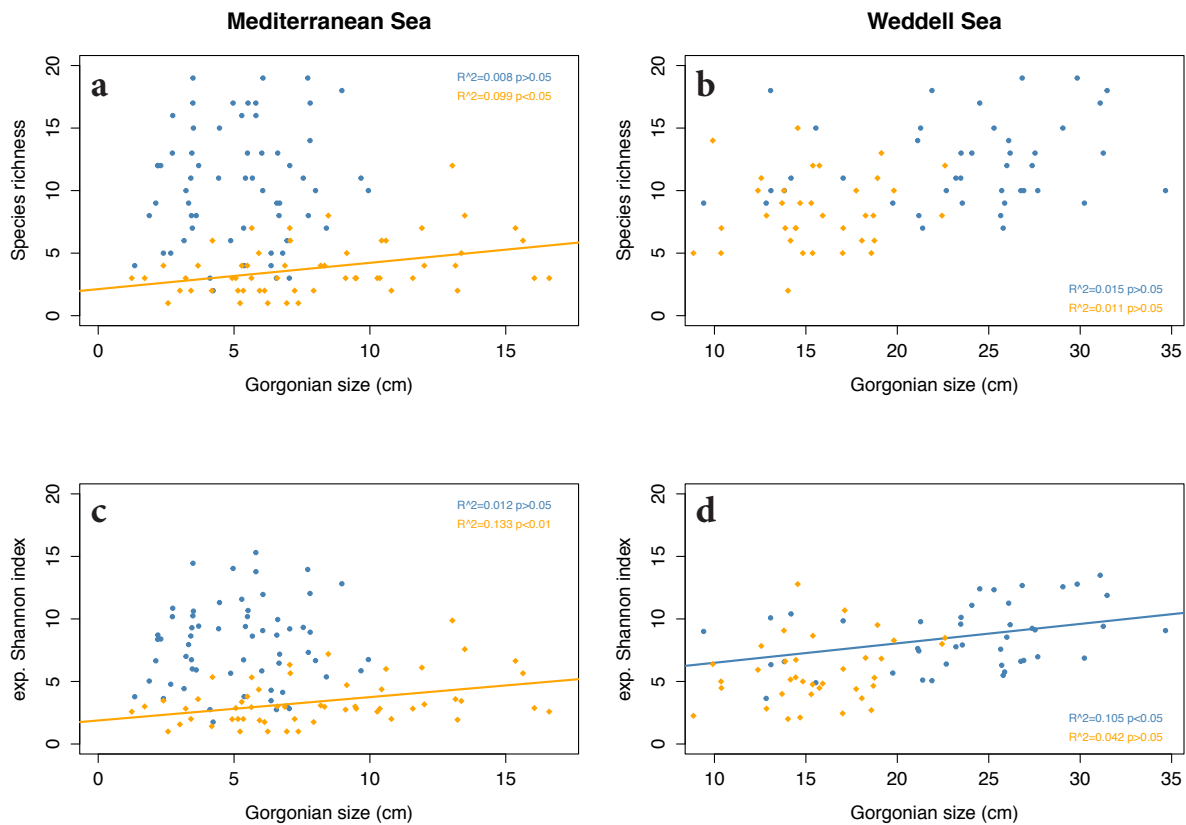 Mediterranean Sea
Weddell Sea
a
R^2=0.008 p>0.05
R^2=0.099 p<0.05
Species richness
0
5
10
15
20
0
5
10
15
Gorgonian size (cm)
b
R^2=0.015 p>0.05
R^2=0.011 p>0.05
Species richness
0
5
10
15
20
10
15
20
25
30
35
Gorgonian size (cm)
c
R^2=0.012 p>0.05
R^2=0.133 p<0.01
exp. Shannon index
0
5
10
15
20
0
5
10
15
Gorgonian size (cm)
d
R^2=0.105 p<0.05
R^2=0.042 p>0.05
exp. Shannon index
0
5
10
15
20
10
15
20
25
30
35
Gorgonian size (cm)